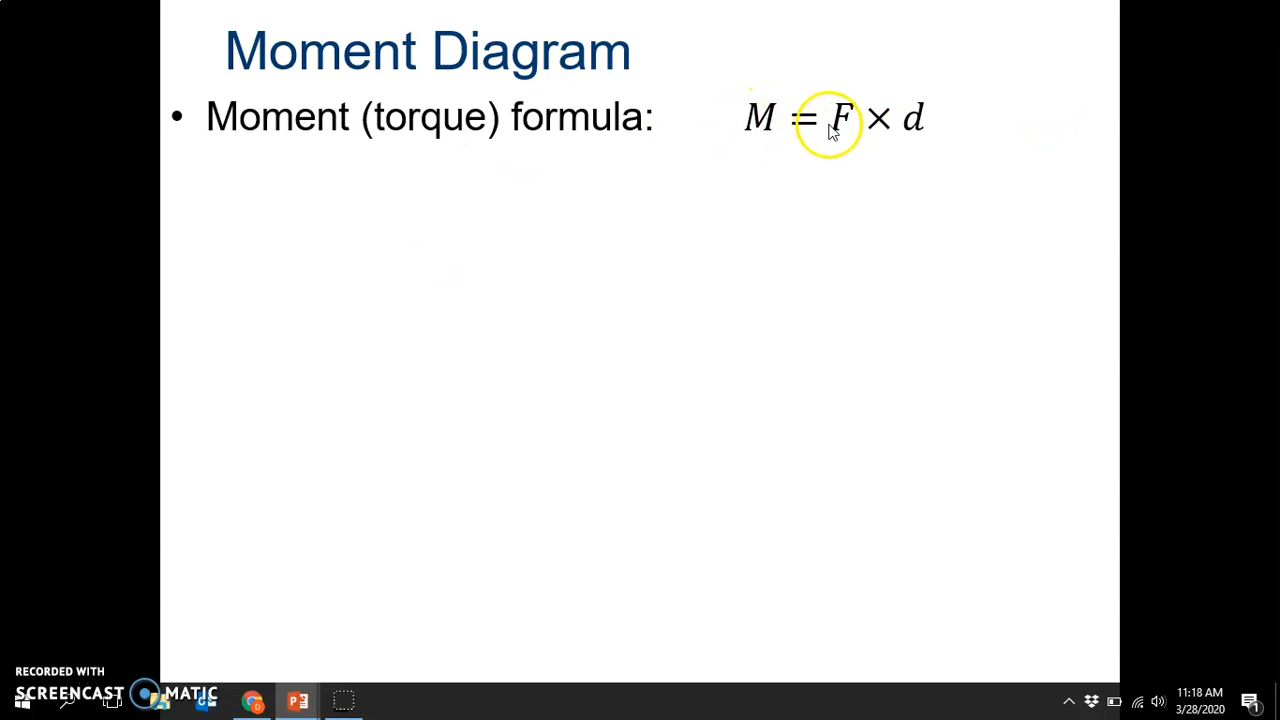 Moment Diagram
• Moment (torque) formula: M = F × d
RECORDED WITH
SCREENCAST MATIC
11:18 AM
3/28/2020